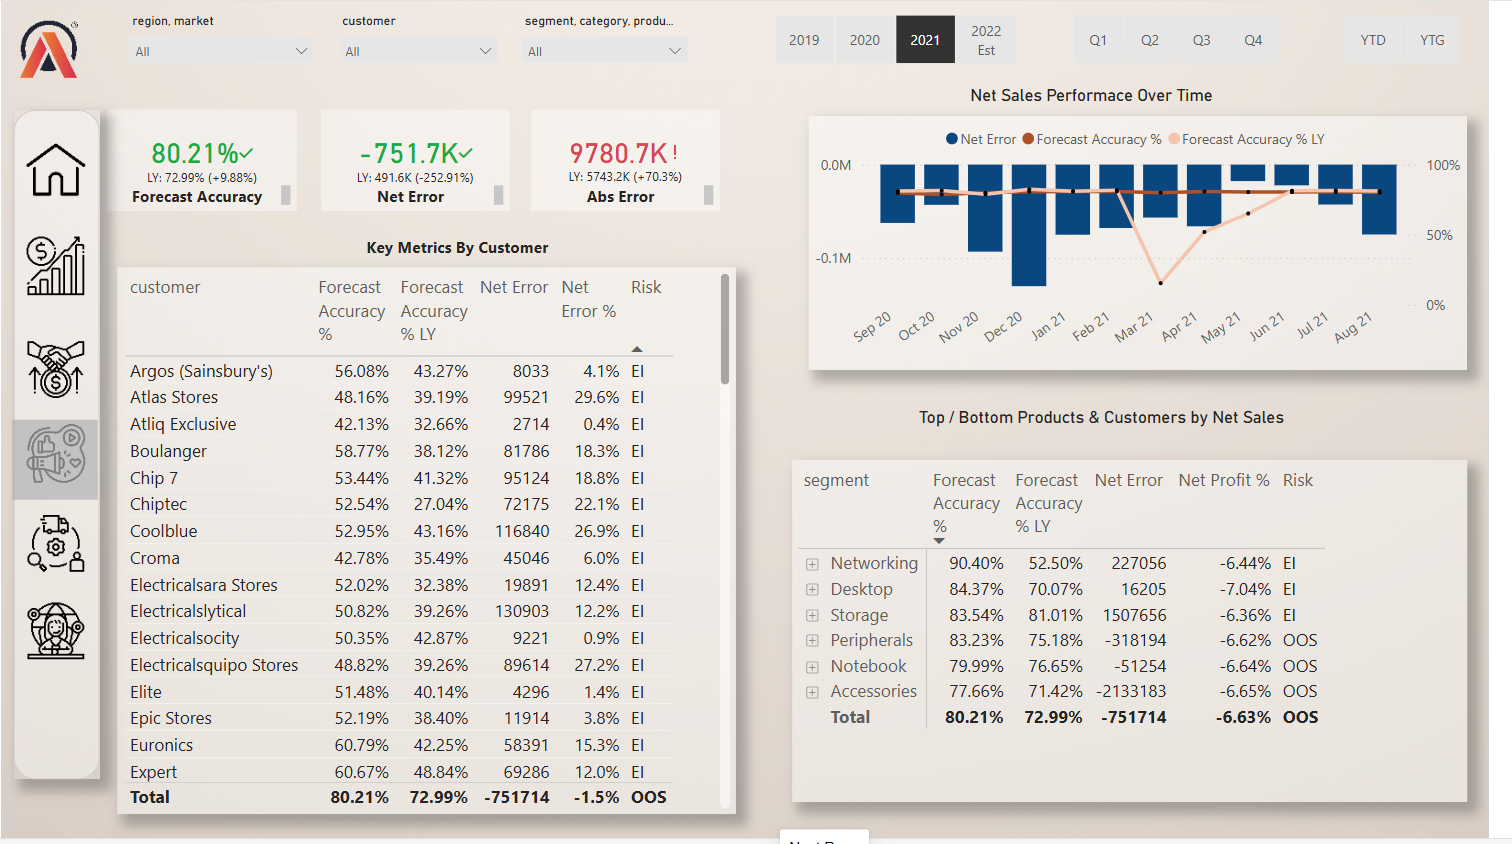 region, market
customer
segment, category, produ...
All
All
All
2019
2020
2021
2022
Est
Q1
Q2
Q3
Q4
YTD
YTG
80.21%
LY: 72.99% (+9.88%)
Forecast Accuracy
-751.7K
LY: 491.6K (-252.91%)
Net Error
9780.7K!
LY: 5743.2K (+70.3%)
Abs Error
Net Sales Performace Over Time
Net Error Forecast Accuracy % Forecast Accuracy % LY
0.0M
-0.1M
100%
50%
0%
Sep 20 Oct 20 Nov 20 Dec 20 Jan 21 Feb 21 Mar 21 Apr 21 May 21 Jun 21 Jul 21 Aug 21
Key Metrics By Customer
customer Forecast Accuracy % Forecast Accuracy % LY Net Error Net Error % Risk
Argos (Sainsbury's) 56.08% 43.27% 8033 4.1% EI
Atlas Stores 48.16% 39.19% 99521 29.6% EI
Atliq Exclusive 42.13% 32.66% 2714 0.4% EI
Boulanger 58.77% 38.12% 81786 18.3% EI
Chip 7 53.44% 41.32% 95124 18.8% EI
Chiptec 52.54% 27.04% 72175 22.1% EI
Coolblue 52.95% 43.16% 116840 26.9% EI
Croma 42.78% 35.49% 45046 6.0% EI
Electricalsara Stores 52.02% 32.38% 19891 12.4% EI
Electricalslytical 50.82% 39.26% 130903 12.2% EI
Electricalsocity 50.35% 42.87% 9221 0.9% EI
Electricalsquipo Stores 48.82% 39.26% 89614 27.2% EI
Elite 51.48% 40.14% 4296 1.4% EI
Epic Stores 52.19% 38.40% 11914 3.8% EI
Euronics 60.79% 42.25% 58391 15.3% EI
Expert 60.67% 48.84% 69286 12.0% EI
Total 80.21% 72.99% -751714 -1.5% OOS
Top / Bottom Products & Customers by Net Sales
segment Forecast Accuracy % Forecast Accuracy % LY Net Error Net Profit % Risk
Networking 90.40% 52.50% 227056 -6.44% EI
Desktop 84.37% 70.07% 16205 -7.04% EI
Storage 83.54% 81.01% 1507656 -6.36% EI
Peripherals 83.23% 75.18% -318194 -6.62% OOS
Notebook 79.99% 76.65% -51254 -6.64% OOS
Accessories 77.66% 71.42% -2133183 -6.65% OOS
Total 80.21% 72.99% -751714 -6.63% OOS